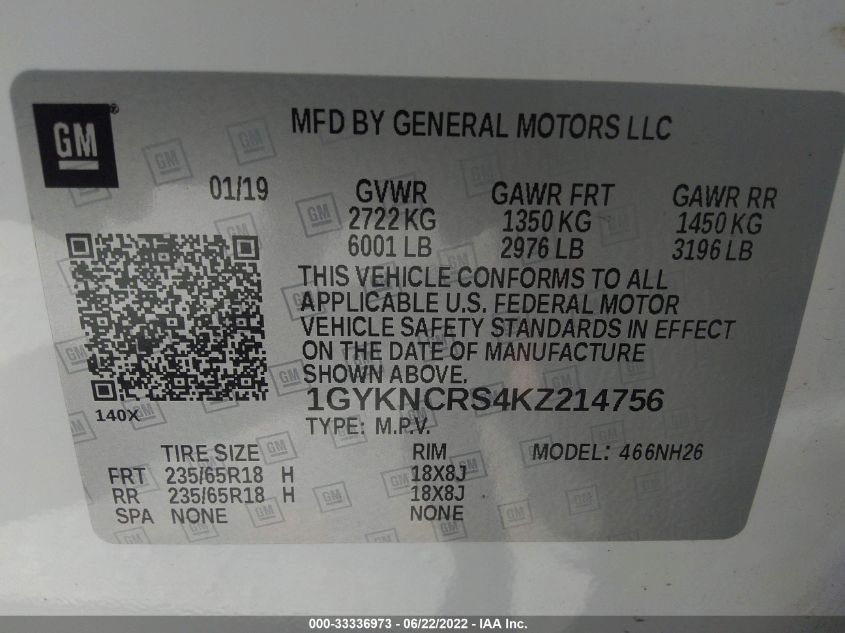 GM®
MFD BY GENERAL MOTORS LLC
01/19 GVWR GAWR FRT GAWR RR
2722 KG 1350 KG 1450 KG
6001 LB 2976 LB 3196 LB
THIS VEHICLE CONFORMS TO ALL
APPLICABLE U.S. FEDERAL MOTOR
VEHICLE SAFETY STANDARDS IN EFFECT
ON THE DATE OF MANUFACTURE
SHOWN ABOVE.
140X
1GYKNCRS4KZ214756
TYPE: M.P.V.
TIRE SIZE RIM MODEL: 466NH26
FRT 235/65R18 H 18X8J
RR 235/65R18 H 18X8J
SPA NONE NONE
000-33336973 - 06/22/2022 - IAA Inc.